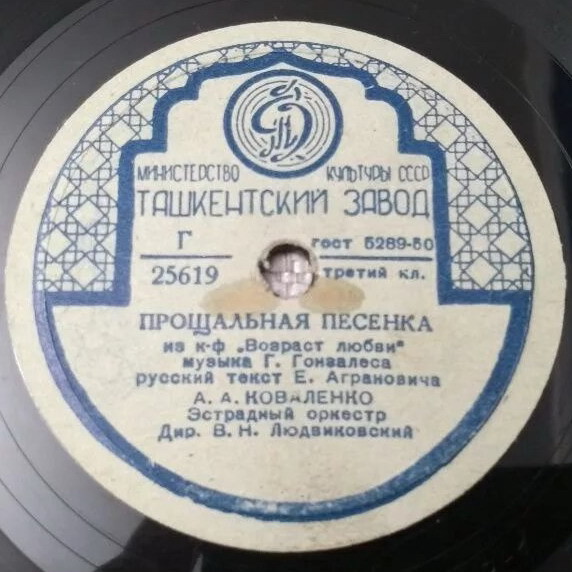 МИНИСТЕРСТВО КУЛЬТУРЫ СССР
ТАШКЕНТСКИЙ ЗАВОД
Г ГОСТ 5289-50
25619 третий кл.
ПРОЩАЛЬНАЯ ПЕСЕНКА
из к-ф „Возраст любви"
музыка Г. Гонзалеса
русский текст Е. Аграновича
А. А. КОВАЛЕНКО
Эстрадный оркестр
Дир. В. Н. Людвиковский